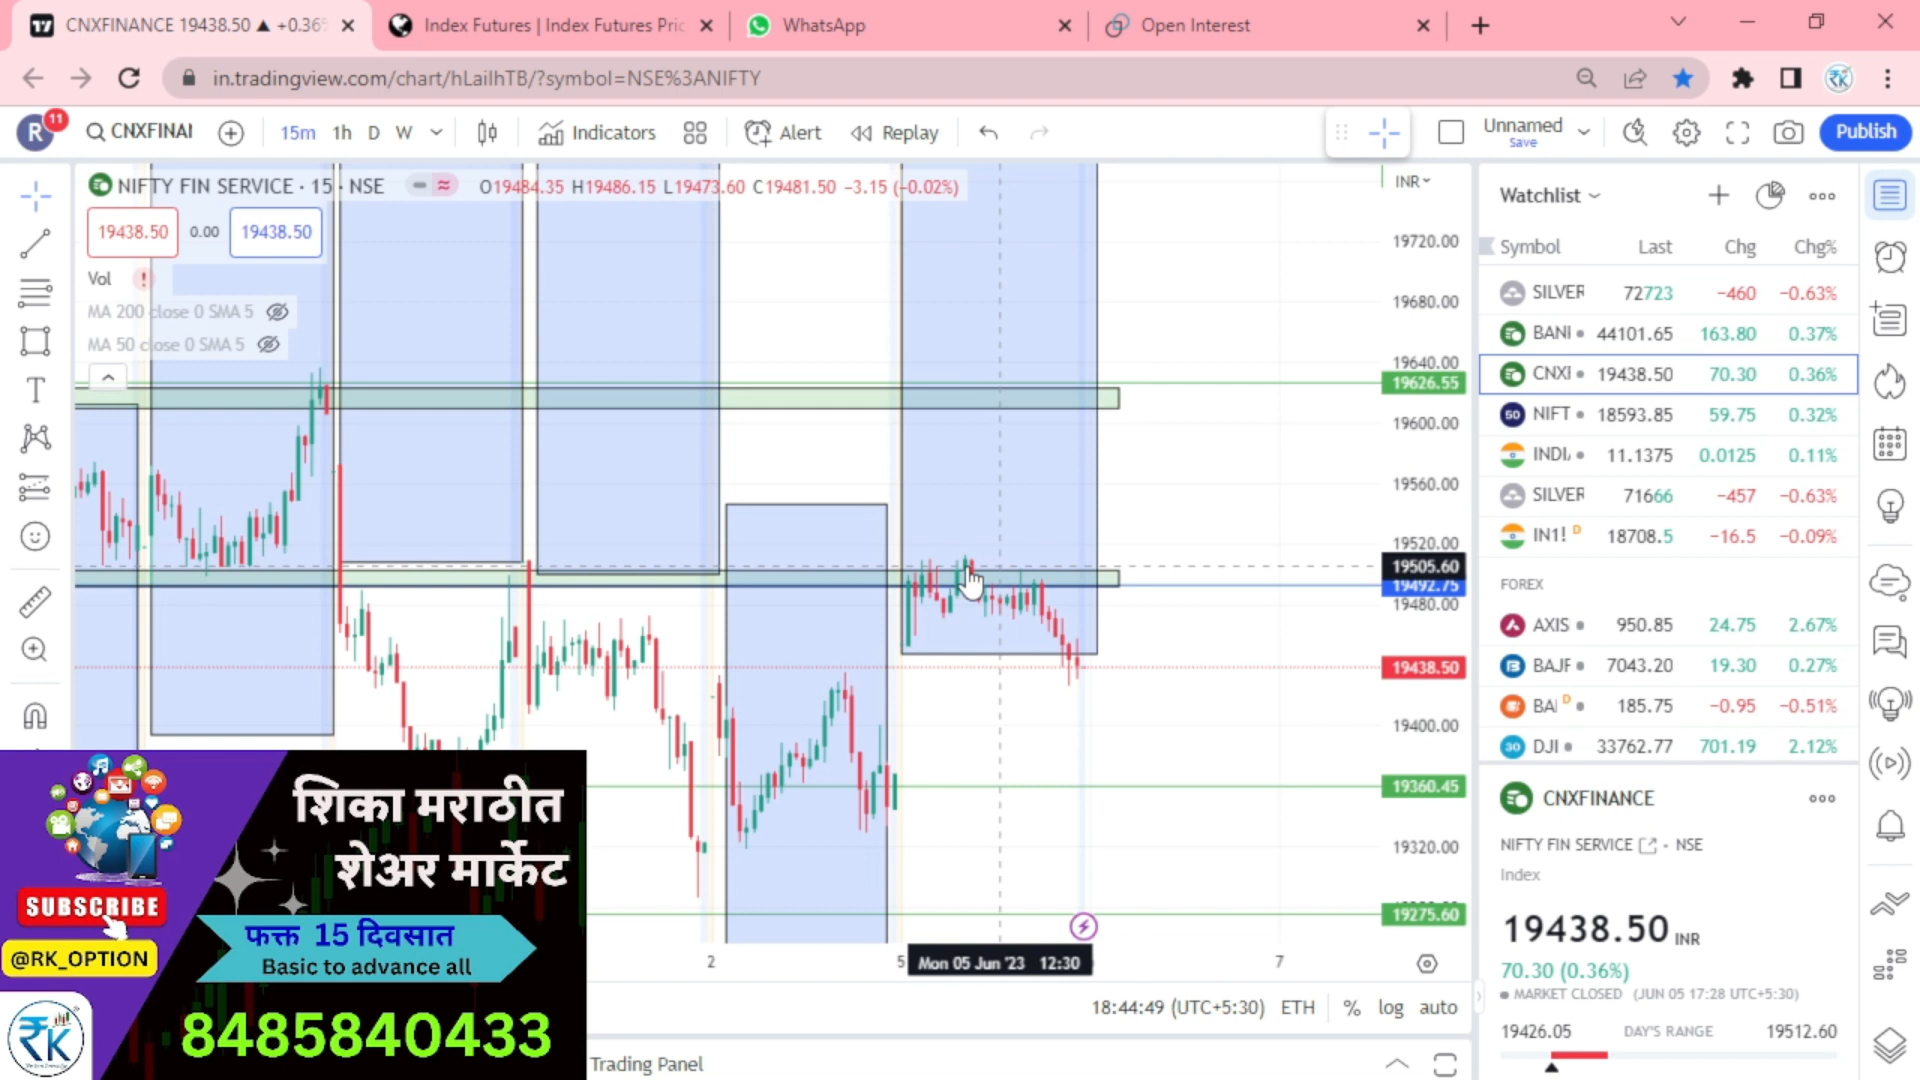 CNXFINANCE 19438.50 ▲ +0.36
Index Futures | Index Futures Pric
WhatsApp
Open Interest
in.tradingview.com/chart/hLaiIhTB/?symbol=NSE%3ANIFTY
R 11
CNXFINAI
15m 1h D W
Indicators
Alert
Replay
Unnamed
Save
Publish
NIFTY FIN SERVICE · 15 · NSE
O19484.35 H19486.15 L19473.60 C19481.50 −3.15 (−0.02%)
19438.50 0.00 19438.50
Vol
MA 200 close 0 SMA 5
MA 50 close 0 SMA 5
INR
19720.00
19680.00
19640.00
19626.55
19600.00
19560.00
19520.00
19505.60
19492.75
19480.00
19438.50
19400.00
19360.45
19320.00
19275.60
2
5
Mon 05 Jun '23 12:30
7
18:44:49 (UTC+5:30) ETH % log auto
Trading Panel
Watchlist
Symbol Last Chg Chg%
SILVER 72723 −460 −0.63%
BANI 44101.65 163.80 0.37%
CNXI 19438.50 70.30 0.36%
50 NIFT 18593.85 59.75 0.32%
INDI 11.1375 0.0125 0.11%
SILVER 71666 −457 −0.63%
IN1! D 18708.5 −16.5 −0.09%
FOREX
AXIS 950.85 24.75 2.67%
BAJF 7043.20 19.30 0.27%
BAI D 185.75 −0.95 −0.51%
30 DJI 33762.77 701.19 2.12%
CNXFINANCE
NIFTY FIN SERVICE · NSE
Index
19438.50 INR
70.30 (0.36%)
MARKET CLOSED (JUN 05 17:28 UTC+5:30)
19426.05 DAY'S RANGE 19512.60
शिका मराठीत
शेअर मार्केट
SUBSCRIBE
@RK_OPTION
फक्त 15 दिवसात
Basic to advance all
8485840433